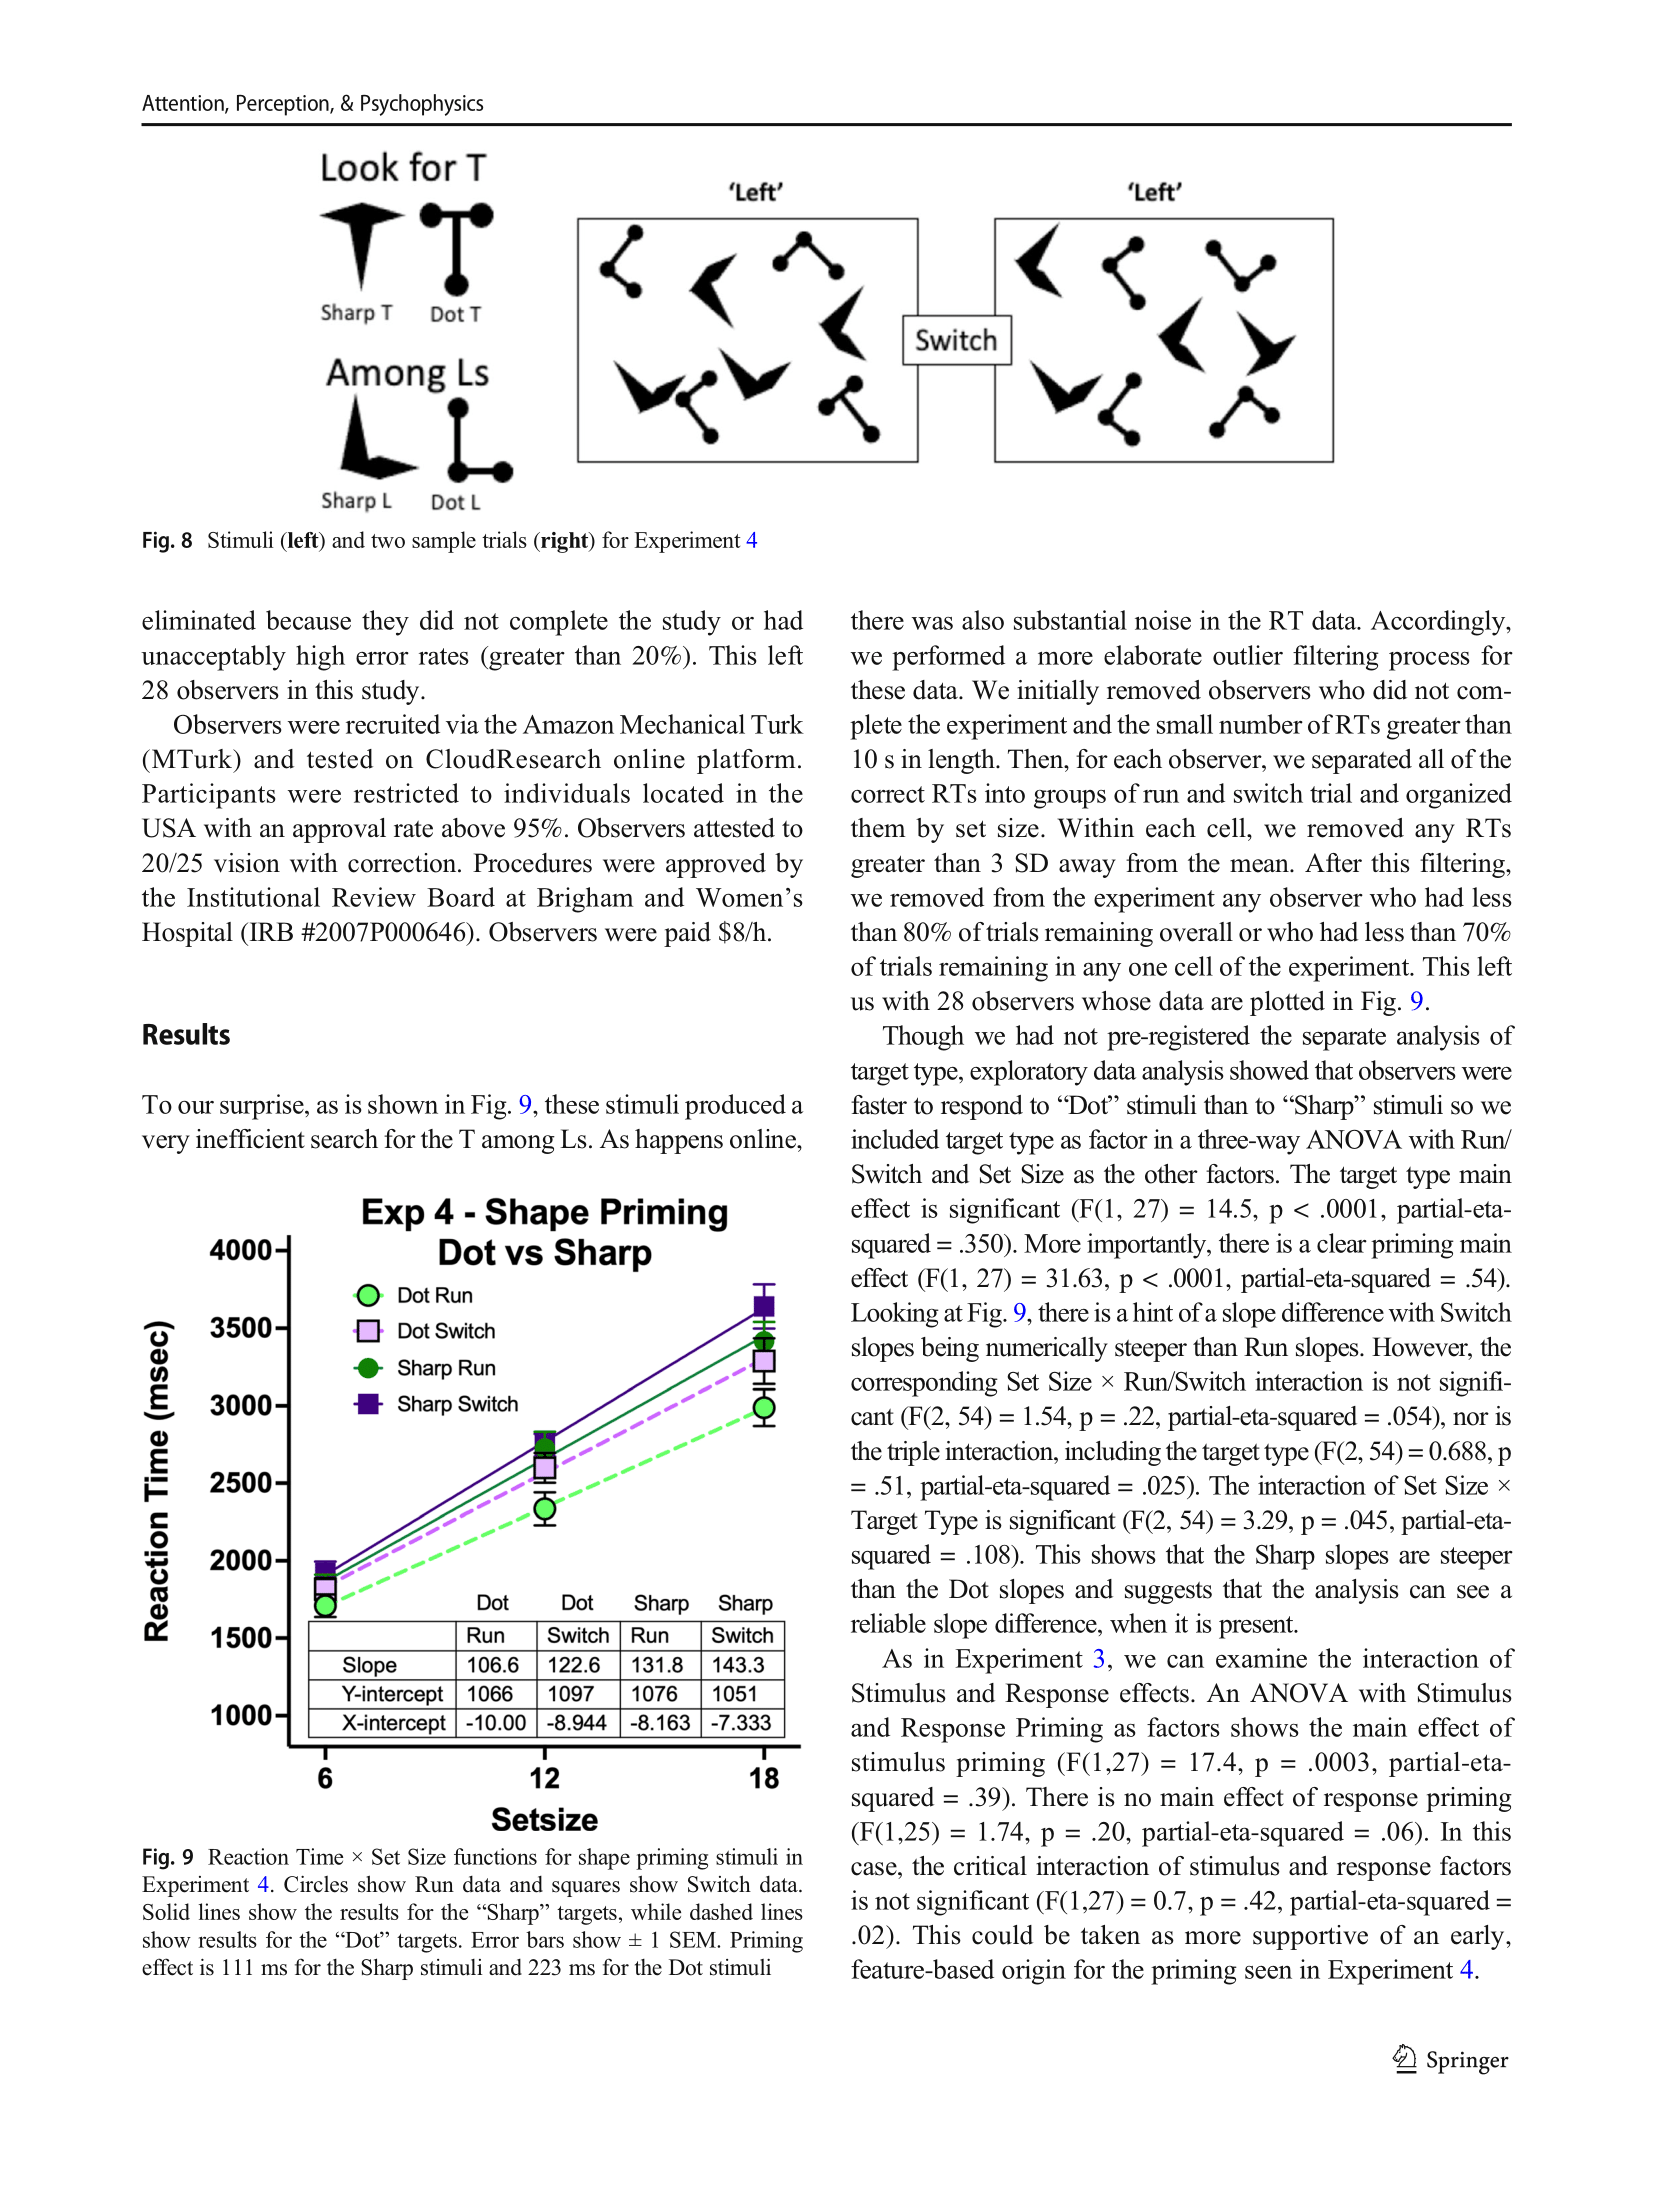 Attention, Perception, & Psychophysics
Look for T
Sharp T Dot T
Among Ls
Sharp L Dot L
‘Left’
Switch
‘Left’
Fig. 8 Stimuli (left) and two sample trials (right) for Experiment 4
eliminated because they did not complete the study or had
unacceptably high error rates (greater than 20%). This left
28 observers in this study.
Observers were recruited via the Amazon Mechanical Turk
(MTurk) and tested on CloudResearch online platform.
Participants were restricted to individuals located in the
USA with an approval rate above 95%. Observers attested to
20/25 vision with correction. Procedures were approved by
the Institutional Review Board at Brigham and Women’s
Hospital (IRB #2007P000646). Observers were paid $8/h.
Results
To our surprise, as is shown in Fig. 9, these stimuli produced a
very inefficient search for the T among Ls. As happens online,
Exp 4 - Shape Priming
Dot vs Sharp
Reaction Time (msec)
4000
3500
3000
2500
2000
1500
1000
Dot Run
Dot Switch
Sharp Run
Sharp Switch
Dot Dot Sharp Sharp
Run Switch Run Switch
Slope 106.6 122.6 131.8 143.3
Y-intercept 1066 1097 1076 1051
X-intercept -10.00 -8.944 -8.163 -7.333
6 12 18
Setsize
Fig. 9 Reaction Time × Set Size functions for shape priming stimuli in
Experiment 4. Circles show Run data and squares show Switch data.
Solid lines show the results for the “Sharp” targets, while dashed lines
show results for the “Dot” targets. Error bars show ± 1 SEM. Priming
effect is 111 ms for the Sharp stimuli and 223 ms for the Dot stimuli
there was also substantial noise in the RT data. Accordingly,
we performed a more elaborate outlier filtering process for
these data. We initially removed observers who did not com-
plete the experiment and the small number of RTs greater than
10 s in length. Then, for each observer, we separated all of the
correct RTs into groups of run and switch trial and organized
them by set size. Within each cell, we removed any RTs
greater than 3 SD away from the mean. After this filtering,
we removed from the experiment any observer who had less
than 80% of trials remaining overall or who had less than 70%
of trials remaining in any one cell of the experiment. This left
us with 28 observers whose data are plotted in Fig. 9.
Though we had not pre-registered the separate analysis of
target type, exploratory data analysis showed that observers were
faster to respond to “Dot” stimuli than to “Sharp” stimuli so we
included target type as factor in a three-way ANOVA with Run/
Switch and Set Size as the other factors. The target type main
effect is significant (F(1, 27) = 14.5, p < .0001, partial-eta-
squared = .350). More importantly, there is a clear priming main
effect (F(1, 27) = 31.63, p < .0001, partial-eta-squared = .54).
Looking at Fig. 9, there is a hint of a slope difference with Switch
slopes being numerically steeper than Run slopes. However, the
corresponding Set Size × Run/Switch interaction is not signifi-
cant (F(2, 54) = 1.54, p = .22, partial-eta-squared = .054), nor is
the triple interaction, including the target type (F(2, 54) = 0.688, p
= .51, partial-eta-squared = .025). The interaction of Set Size ×
Target Type is significant (F(2, 54) = 3.29, p = .045, partial-eta-
squared = .108). This shows that the Sharp slopes are steeper
than the Dot slopes and suggests that the analysis can see a
reliable slope difference, when it is present.
As in Experiment 3, we can examine the interaction of
Stimulus and Response effects. An ANOVA with Stimulus
and Response Priming as factors shows the main effect of
stimulus priming (F(1,27) = 17.4, p = .0003, partial-eta-
squared = .39). There is no main effect of response priming
(F(1,25) = 1.74, p = .20, partial-eta-squared = .06). In this
case, the critical interaction of stimulus and response factors
is not significant (F(1,27) = 0.7, p = .42, partial-eta-squared =
.02). This could be taken as more supportive of an early,
feature-based origin for the priming seen in Experiment 4.
Springer